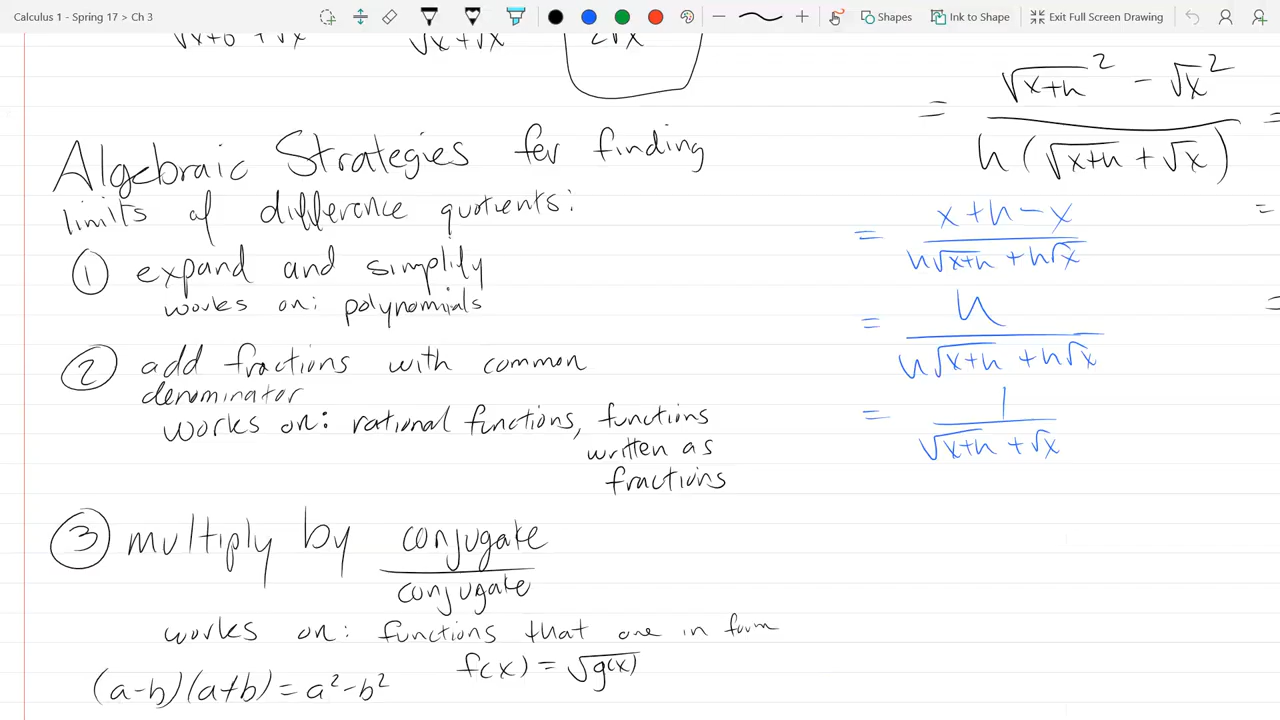 Calculus 1 - Spring 17 > Ch 3
Shapes
Ink to Shape
Exit Full Screen Drawing
√x+0 + √x
√x + √x
2√x
Algebraic Strategies for finding
limits of difference quotients:
① expand and simplify
works on: polynomials
② add fractions with common
denominator
works on: rational functions, functions
written as
fractions
③ multiply by conjugate
conjugate
works on: functions that are in form
f(x) = √g(x)
(a-b)(a+b) = a² - b²
= √x+h² - √x²
h(√x+h + √x)
=
= x+h-x
h√x+h + h√x
=
= h
h√x+h + h√x
=
= 1
√x+h + √x